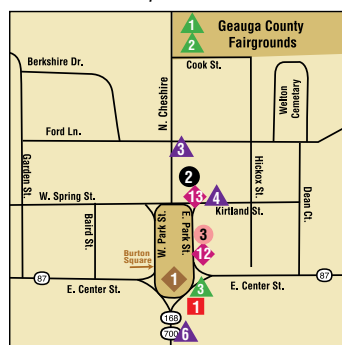 1
Geauga County
2
Fairgrounds
Berkshire Dr.
Cook St.
N. Cheshire
Welton
Cemetary
Ford Ln.
3
Garden St.
Hickox St.
Dean Ct.
2
13
4
W. Spring St.
Kirtland St.
Baird St.
W. Park St.
E. Park St.
3
12
Burton
Square
1
87
E. Center St.
3
E. Center St.
87
1
168
700
6